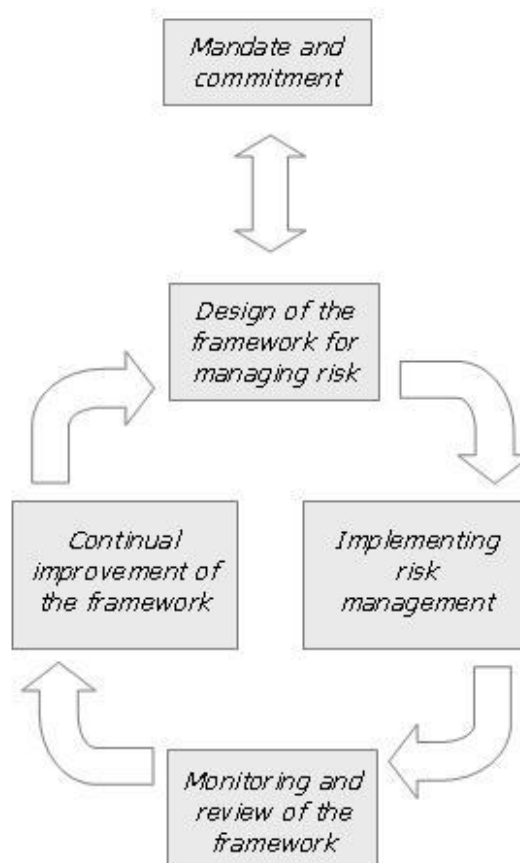 Mandate and
commitment
Design of the
framework for
managing risk
Continual
improvement of
the framework
Implementing
risk
management
Monitoring and
review of the
framework